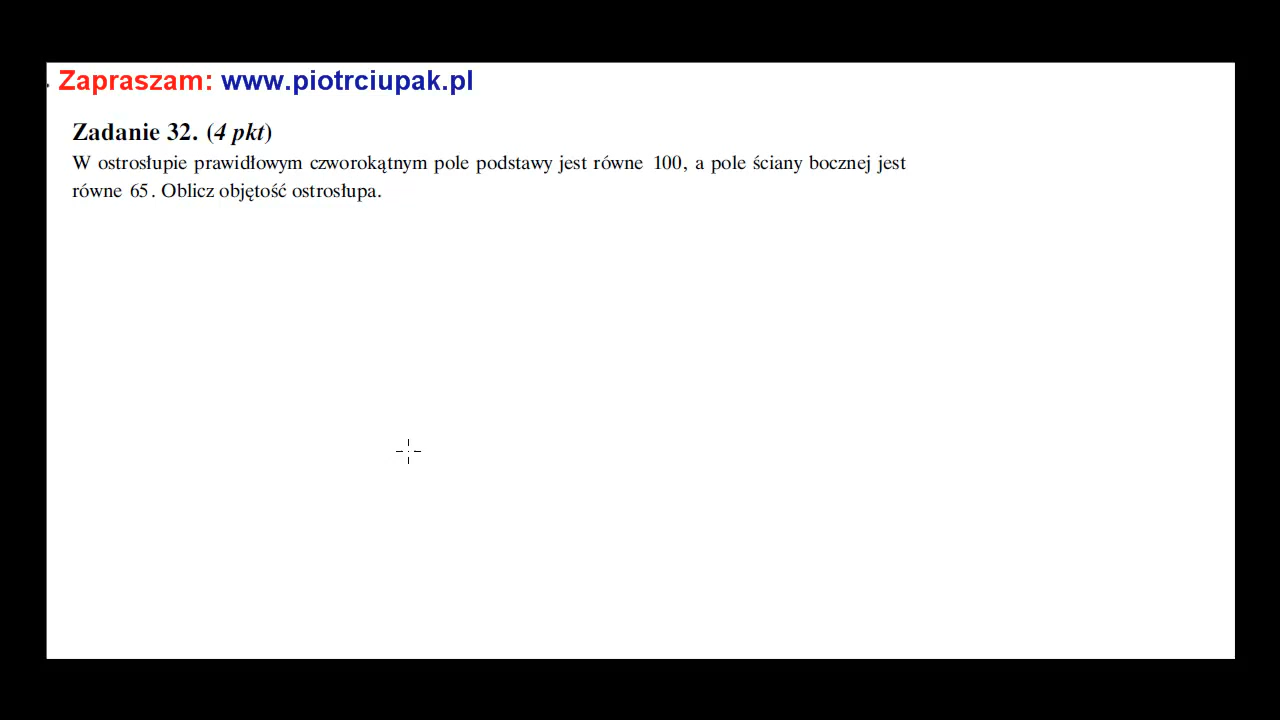 Zapraszam: www.piotrciupak.pl
Zadanie 32. (4 pkt)
W ostrosłupie prawidłowym czworokątnym pole podstawy jest równe 100, a pole ściany bocznej jest
równe 65. Oblicz objętość ostrosłupa.